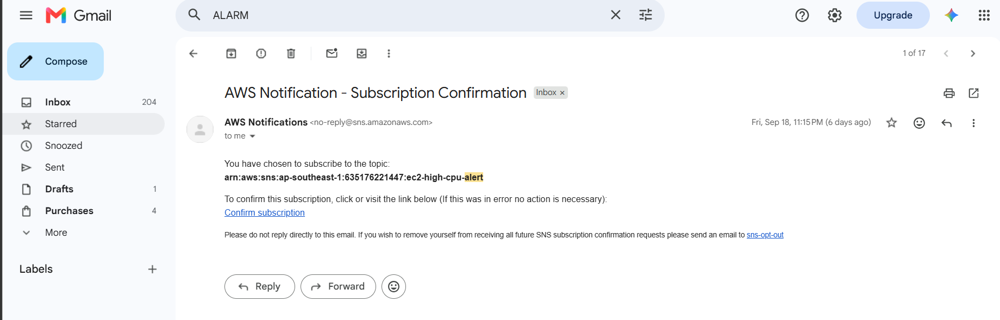 Gmail
ALARM
Upgrade
Compose
1 of 17
Inbox 204
Starred
Snoozed
Sent
Drafts 1
Purchases 4
More
Labels
AWS Notification - Subscription Confirmation Inbox ×
AWS Notifications <no-reply@sns.amazonaws.com> Fri, Sep 18, 11:15 PM (6 days ago)
to me
You have chosen to subscribe to the topic:
arn:aws:sns:ap-southeast-1:635176221447:ec2-high-cpu-alert
To confirm this subscription, click or visit the link below (If this was in error no action is necessary):
Confirm subscription
Please do not reply directly to this email. If you wish to remove yourself from receiving all future SNS subscription confirmation requests please send an email to sns-opt-out
Reply Forward